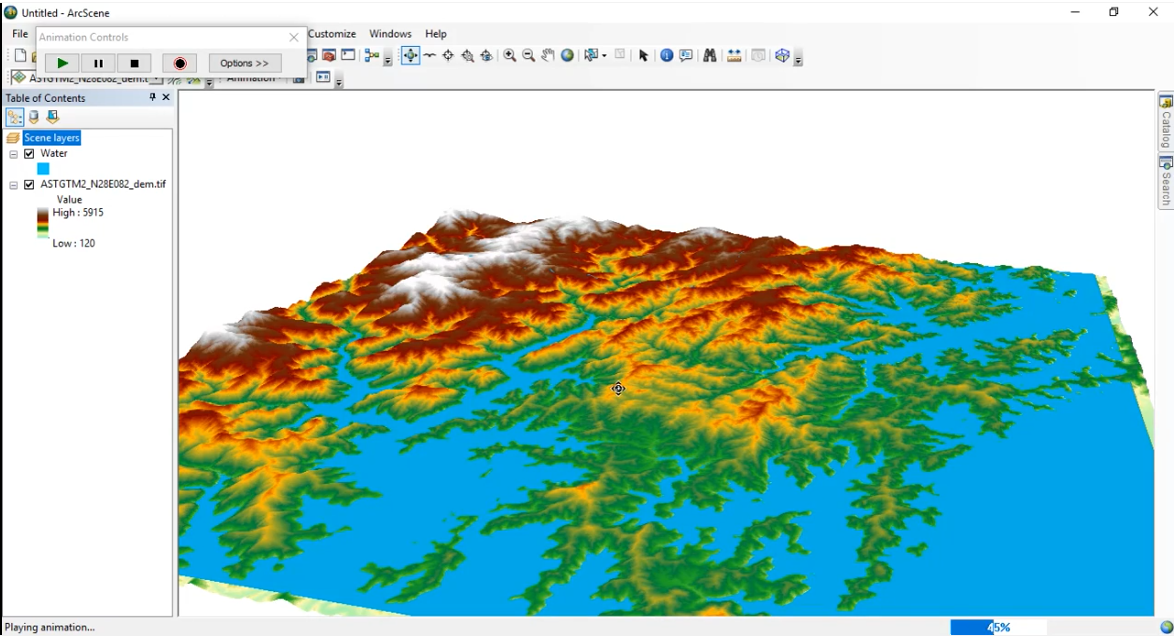 Untitled - ArcScene
File
Customize Windows Help
Animation Controls
Options >>
ASTGTM2_N28E082_dem.t
Animation
Table of Contents
Scene layers
Water
ASTGTM2_N28E082_dem.tif
Value
High : 5915
Low : 120
Catalog
Search
Playing animation...
45%